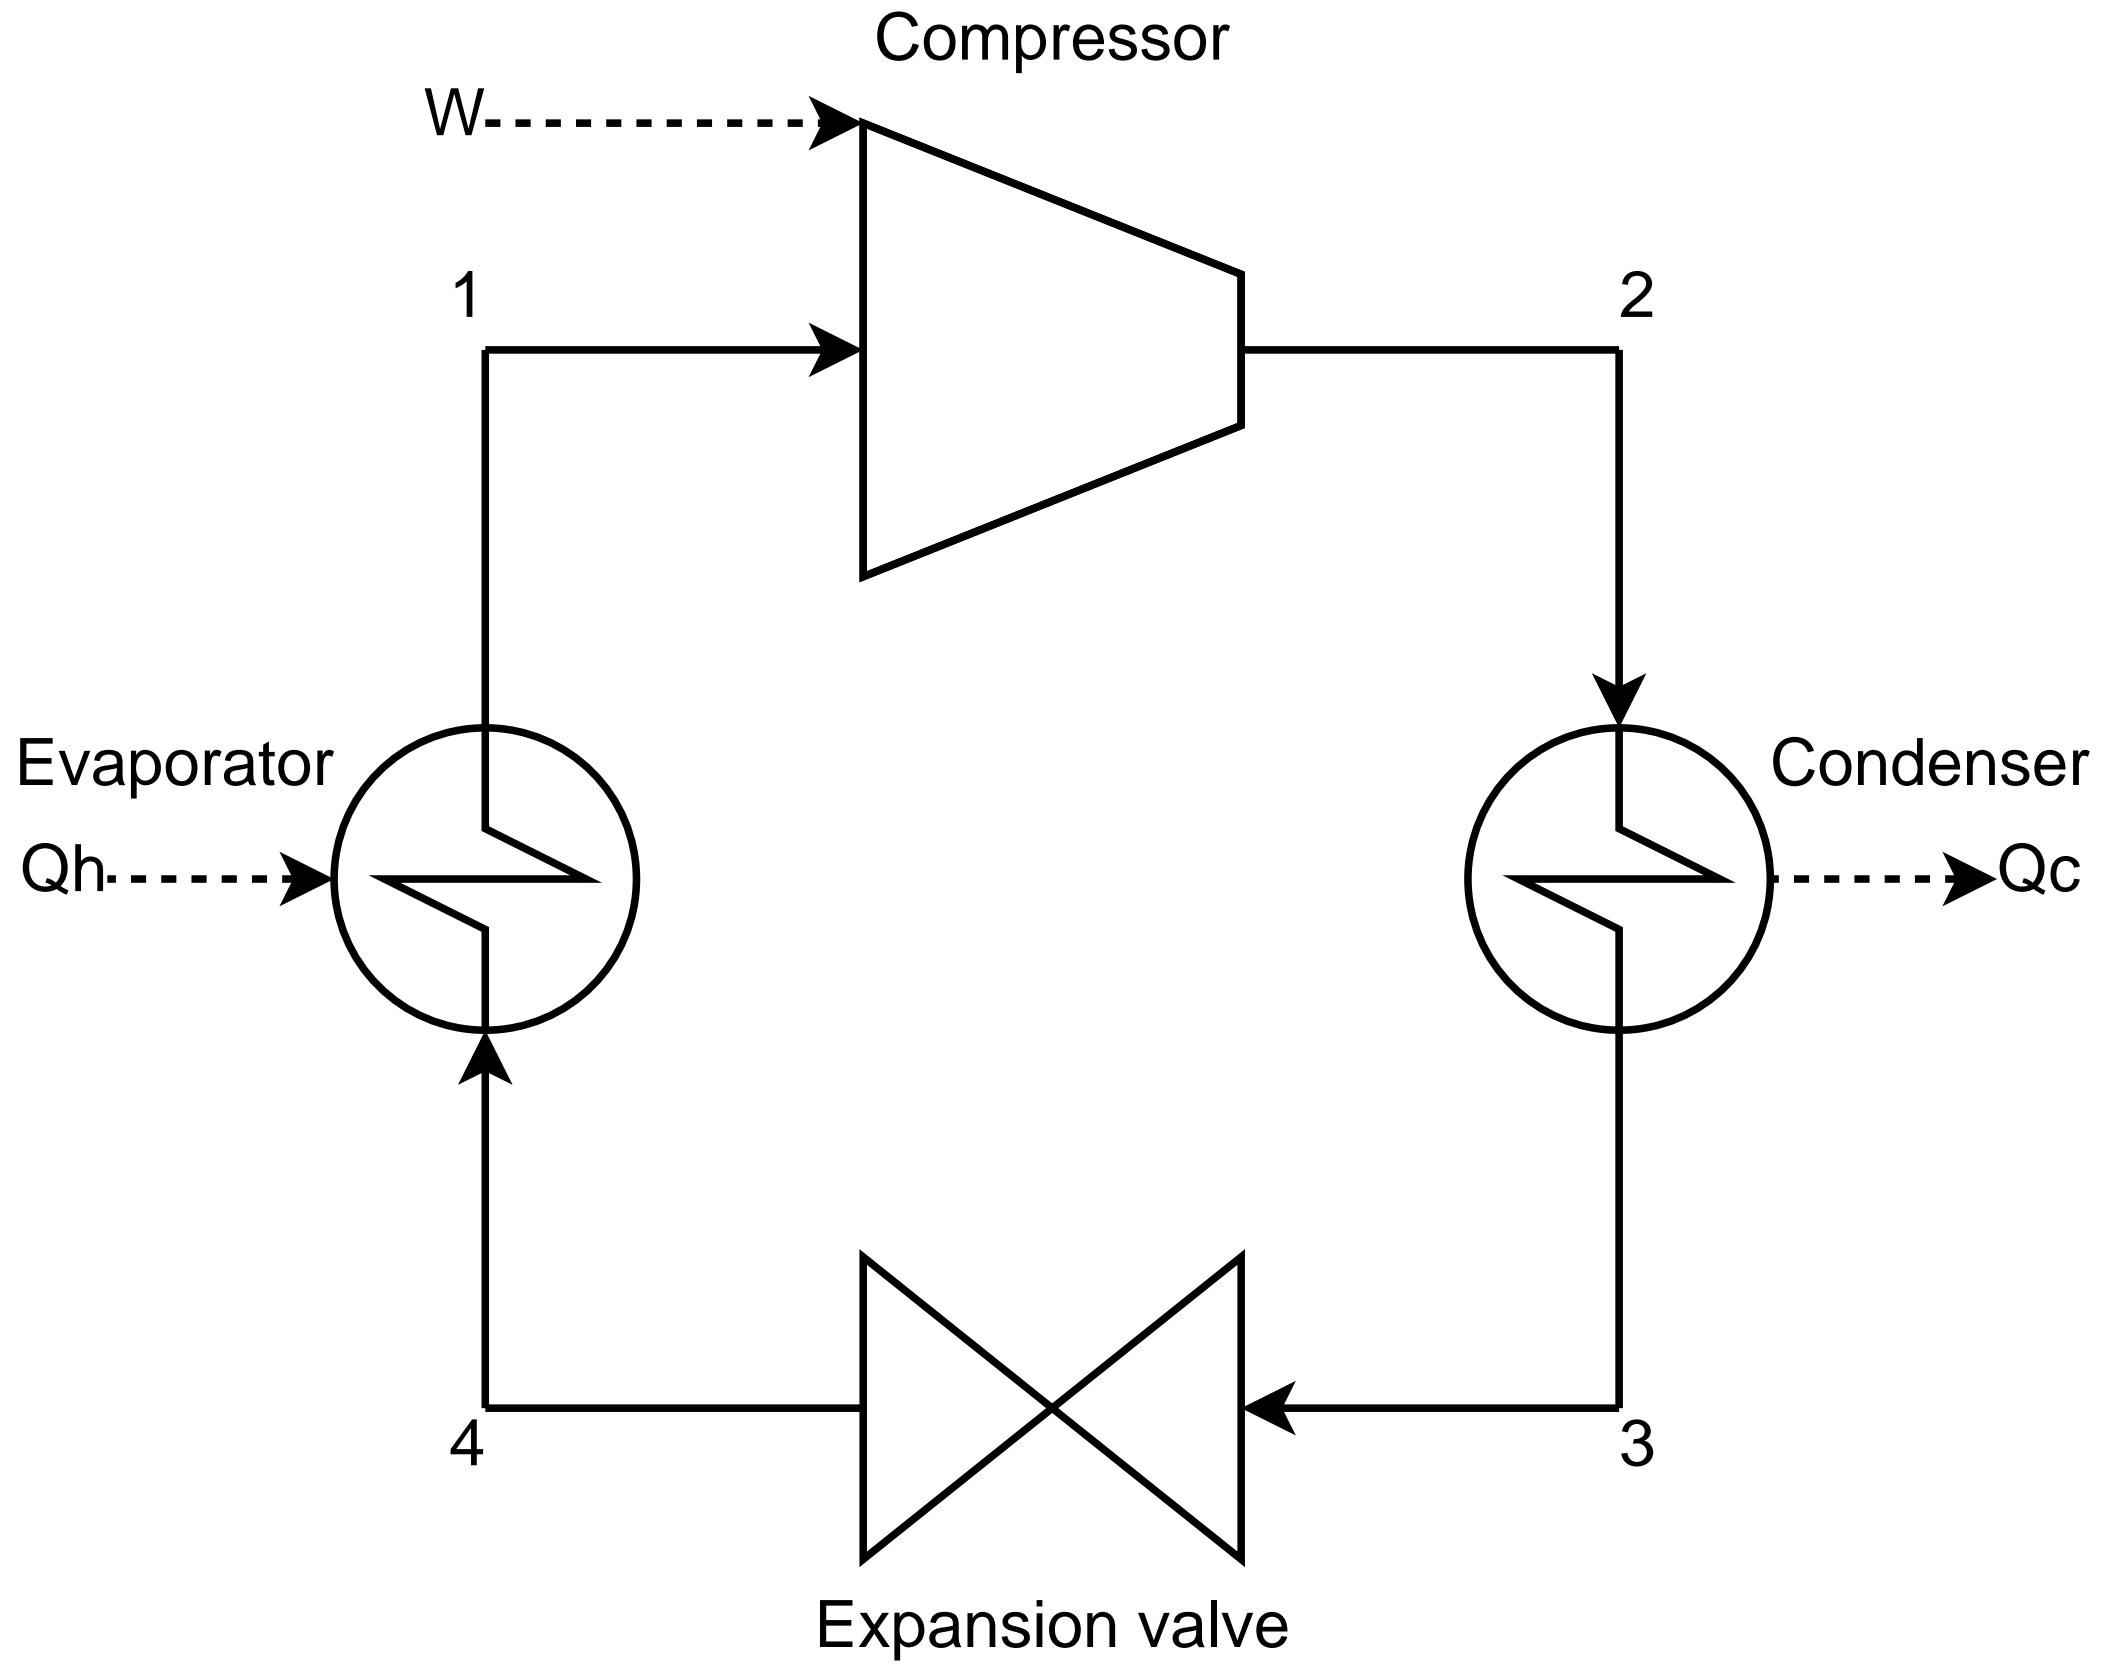 Compressor
W
1
2
Evaporator
Condenser
Qh
Qc
4
3
Expansion valve